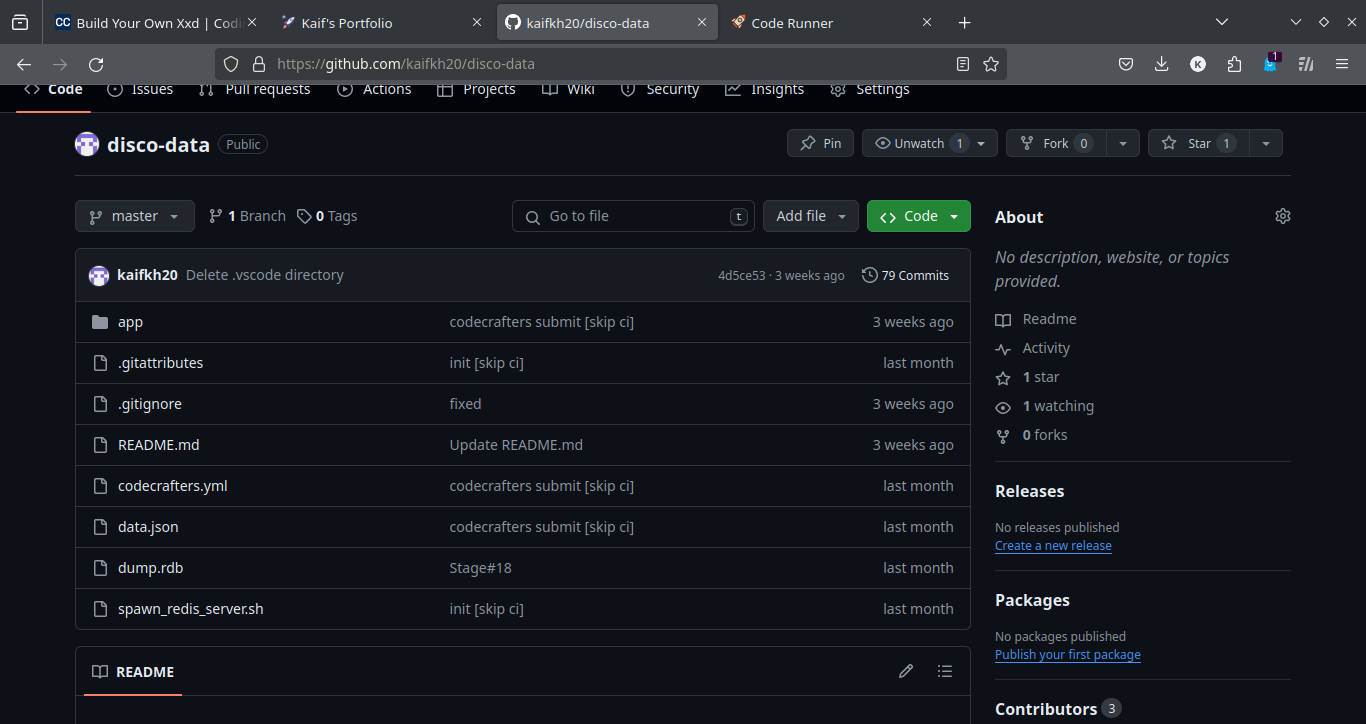 CC Build Your Own Xxd | Codi
Kaif's Portfolio
kaifkh20/disco-data
Code Runner
https://github.com/kaifkh20/disco-data
K
1
Code Issues Pull requests Actions Projects Wiki Security Insights Settings
disco-data Public
Pin Unwatch 1 Fork 0 Star 1
master 1 Branch 0 Tags Go to file t Add file Code
kaifkh20 Delete .vscode directory 4d5ce53 · 3 weeks ago 79 Commits
app codecrafters submit [skip ci] 3 weeks ago
.gitattributes init [skip ci] last month
.gitignore fixed 3 weeks ago
README.md Update README.md 3 weeks ago
codecrafters.yml codecrafters submit [skip ci] last month
data.json codecrafters submit [skip ci] last month
dump.rdb Stage#18 last month
spawn_redis_server.sh init [skip ci] last month
README
About
No description, website, or topics
provided.
Readme
Activity
1 star
1 watching
0 forks
Releases
No releases published
Create a new release
Packages
No packages published
Publish your first package
Contributors 3